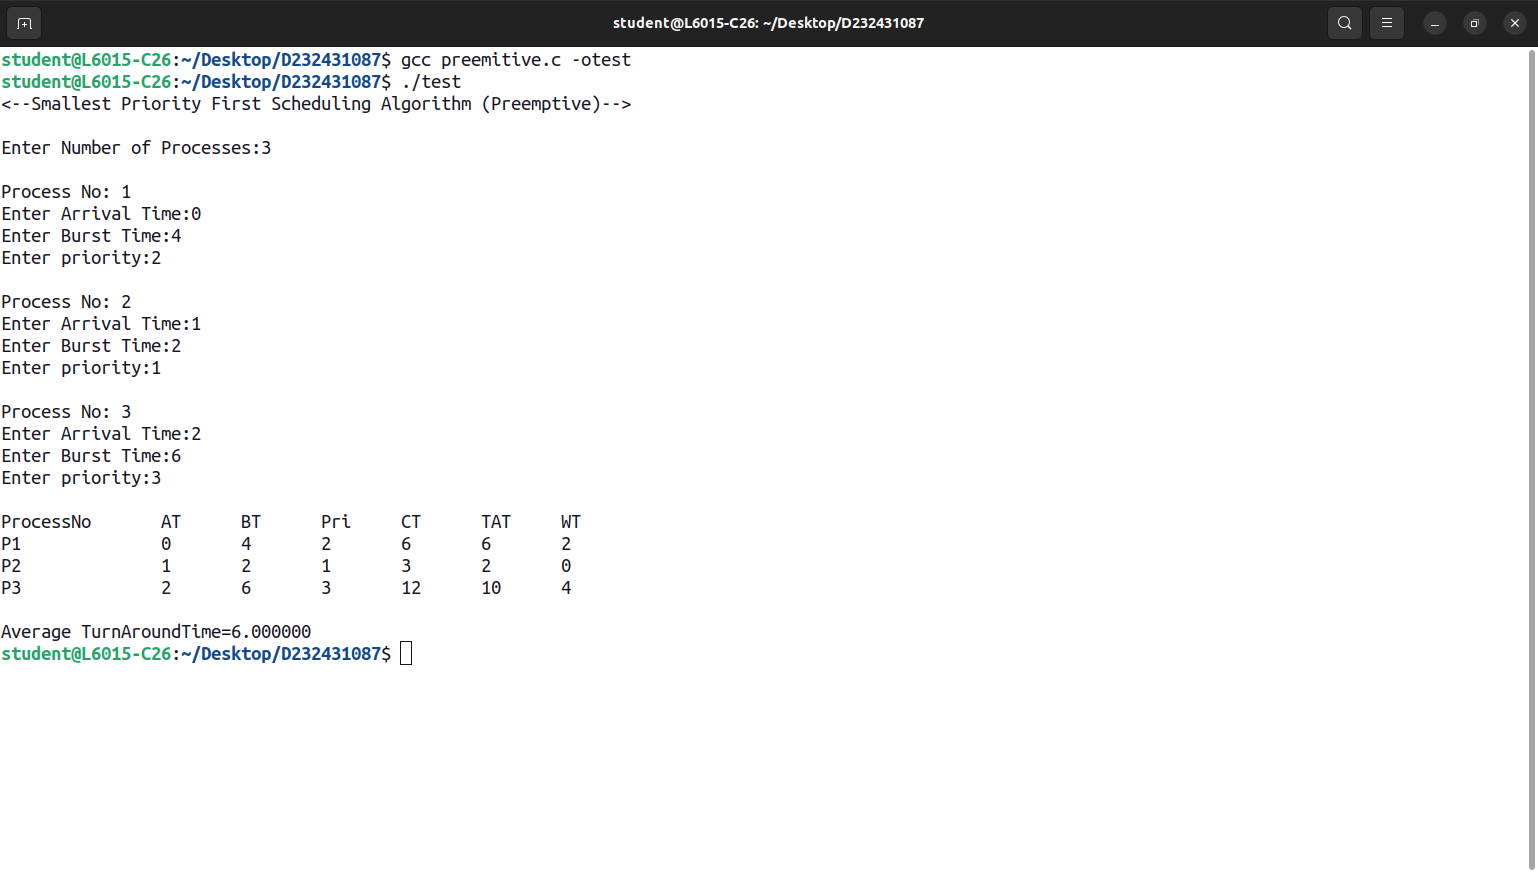 student@L6015-C26: ~/Desktop/D232431087
student@L6015-C26:~/Desktop/D232431087$ gcc preemitive.c -otest
student@L6015-C26:~/Desktop/D232431087$ ./test
<--Smallest Priority First Scheduling Algorithm (Preemptive)-->
Enter Number of Processes:3
Process No: 1
Enter Arrival Time:0
Enter Burst Time:4
Enter priority:2
Process No: 2
Enter Arrival Time:1
Enter Burst Time:2
Enter priority:1
Process No: 3
Enter Arrival Time:2
Enter Burst Time:6
Enter priority:3
ProcessNo AT BT Pri CT TAT WT
P1 0 4 2 6 6 2
P2 1 2 1 3 2 0
P3 2 6 3 12 10 4
Average TurnAroundTime=6.000000
student@L6015-C26:~/Desktop/D232431087$